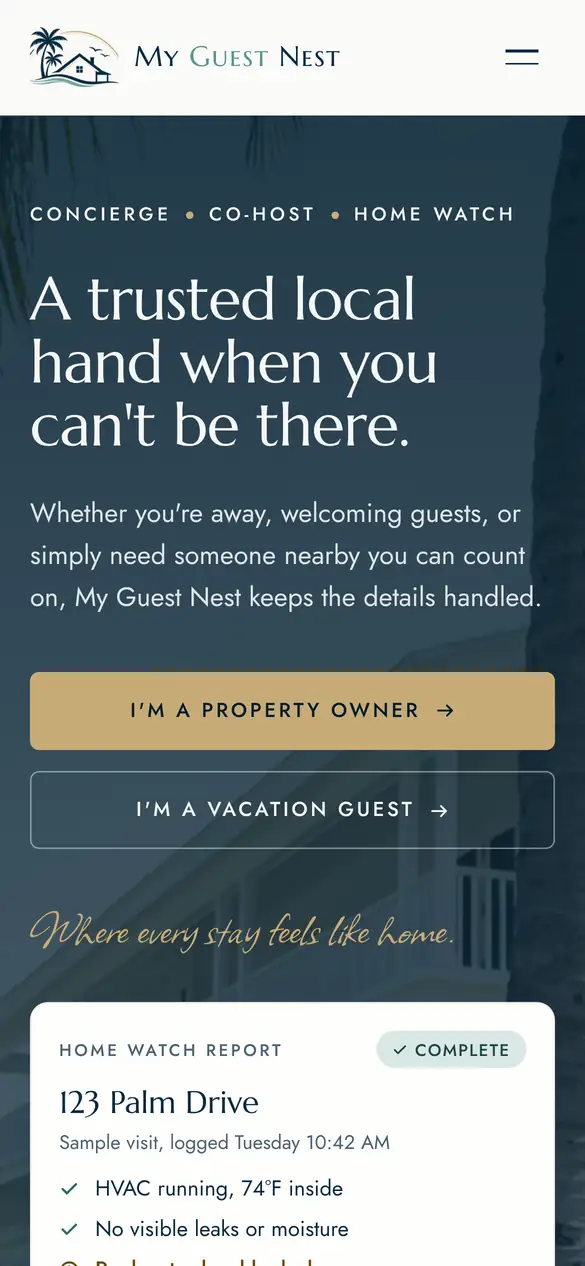 My Guest Nest
CONCIERGE • CO-HOST • HOME WATCH
A trusted local
hand when you
can't be there.
Whether you're away, welcoming guests, or
simply need someone nearby you can count
on, My Guest Nest keeps the details handled.
I'M A PROPERTY OWNER →
I'M A VACATION GUEST →
Where every stay feels like home.
HOME WATCH REPORT
✓ COMPLETE
123 Palm Drive
Sample visit, logged Tuesday 10:42 AM
✓ HVAC running, 74°F inside
✓ No visible leaks or moisture